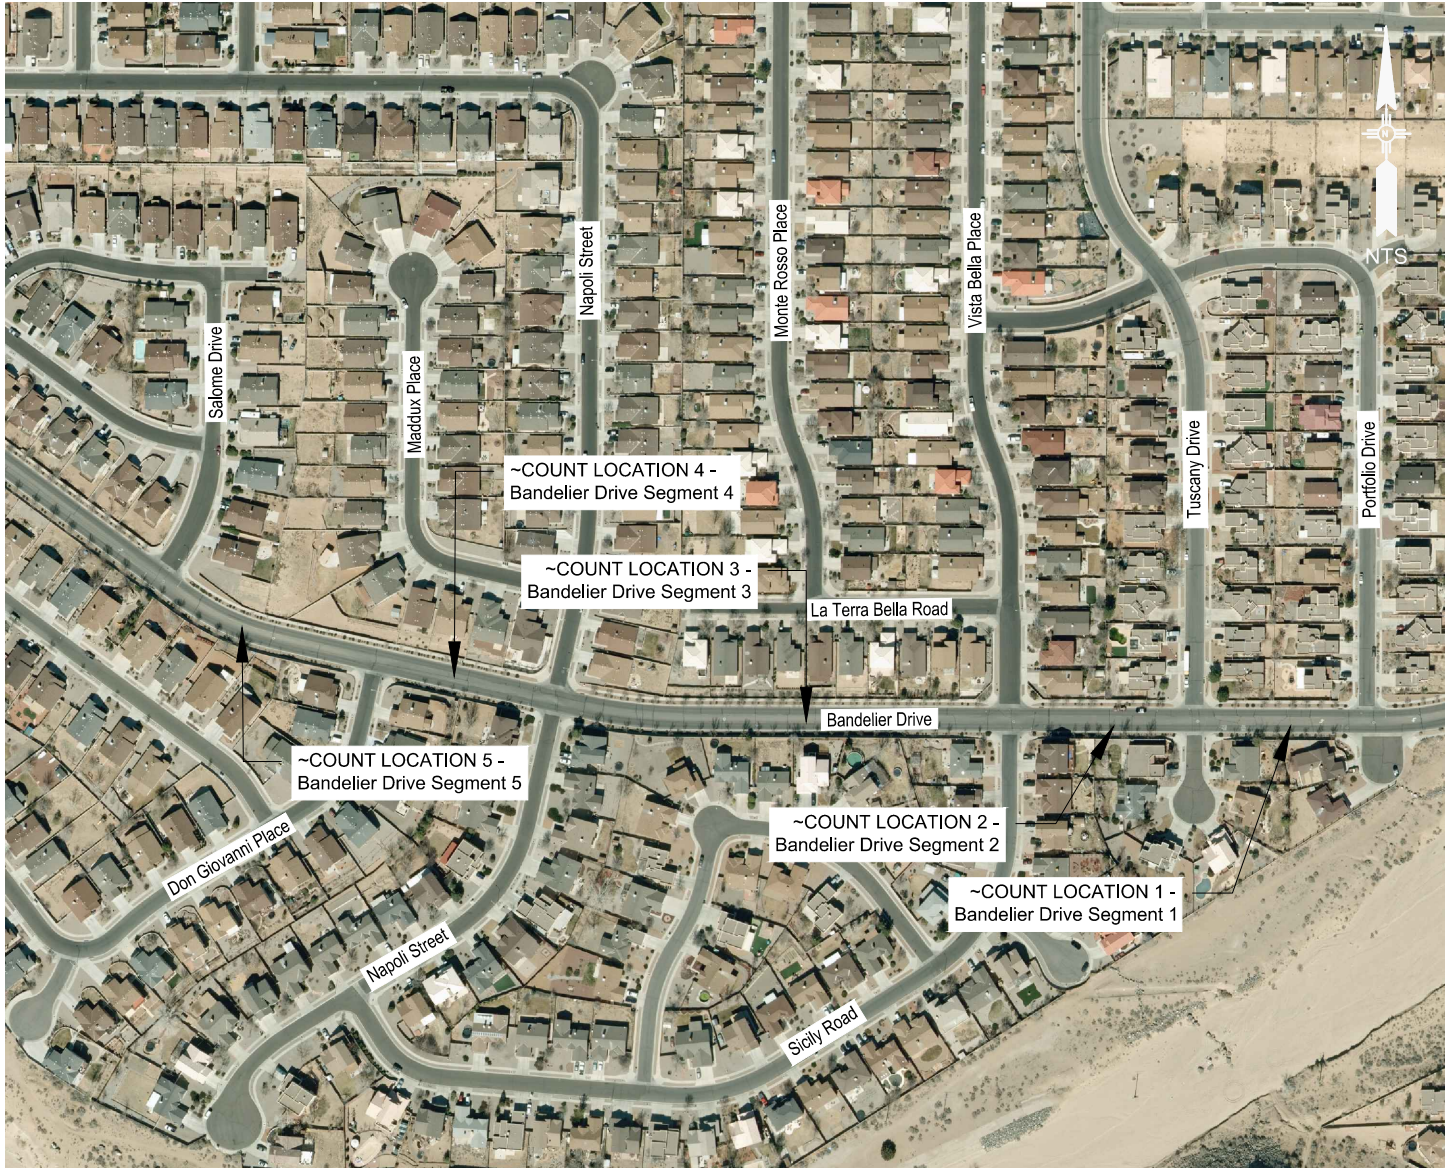 N
NTS
Napoli Street
Monte Rosso Place
Vista Bella Place
Salome Drive
Maddux Place
Tuscany Drive
Portfolio Drive
~COUNT LOCATION 4 -
Bandelier Drive Segment 4
~COUNT LOCATION 3 -
Bandelier Drive Segment 3
La Terra Bella Road
Bandelier Drive
~COUNT LOCATION 5 -
Bandelier Drive Segment 5
~COUNT LOCATION 2 -
Bandelier Drive Segment 2
Don Giovanni Place
~COUNT LOCATION 1 -
Bandelier Drive Segment 1
Napoli Street
Sicily Road